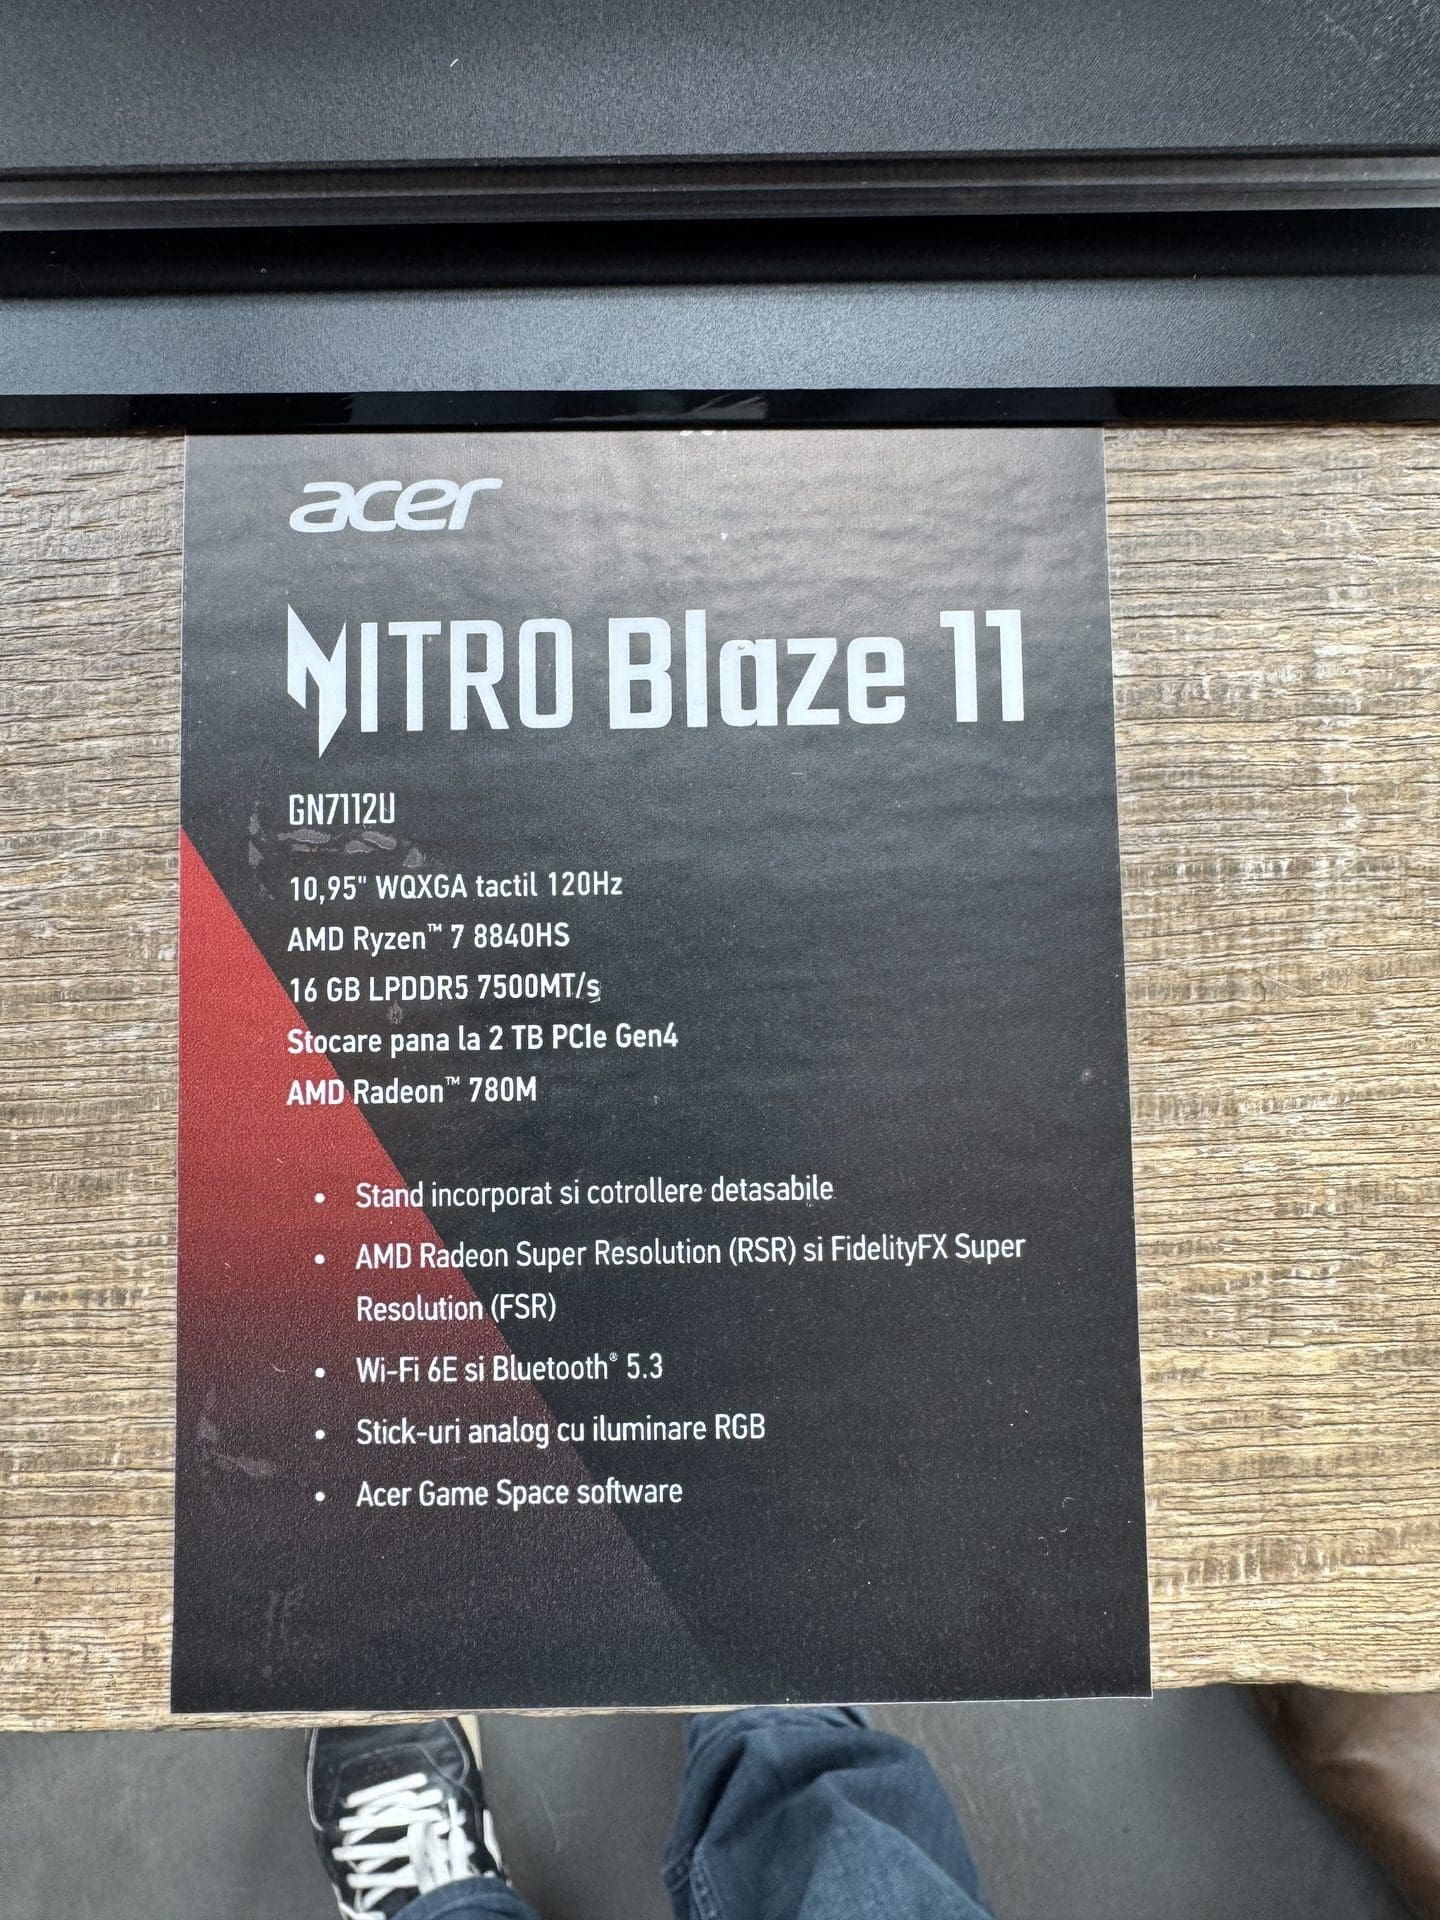 acer
NITRO Blaze 11
GN7112U
10,95" WQXGA tactil 120Hz
AMD Ryzen™ 7 8840HS
16 GB LPDDR5 7500MT/s
Stocare pana la 2 TB PCIe Gen4
AMD Radeon™ 780M
• Stand incorporat si cotrollere detasabile
• AMD Radeon Super Resolution (RSR) si FidelityFX Super
Resolution (FSR)
• Wi-Fi 6E si Bluetooth® 5.3
• Stick-uri analog cu iluminare RGB
• Acer Game Space software